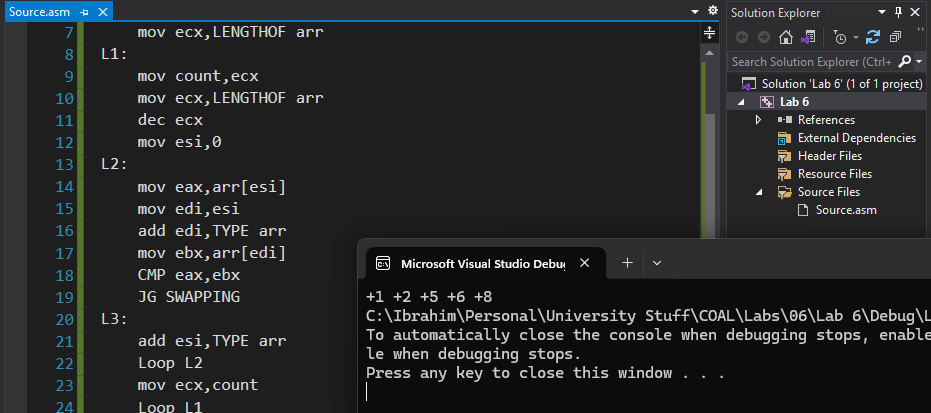 Source.asm
7 mov ecx,LENGTHOF arr
8 L1:
9 mov count,ecx
10 mov ecx,LENGTHOF arr
11 dec ecx
12 mov esi,0
13 L2:
14 mov eax,arr[esi]
15 mov edi,esi
16 add edi,TYPE arr
17 mov ebx,arr[edi]
18 CMP eax,ebx
19 JG SWAPPING
20 L3:
21 add esi,TYPE arr
22 Loop L2
23 mov ecx,count
24 Loop L1
Solution Explorer
Search Solution Explorer (Ctrl+
Solution 'Lab 6' (1 of 1 project)
Lab 6
References
External Dependencies
Header Files
Resource Files
Source Files
Source.asm
Microsoft Visual Studio Debu
+1 +2 +5 +6 +8
C:\Ibrahim\Personal\University Stuff\COAL\Labs\06\Lab 6\Debug\L
To automatically close the console when debugging stops, enable
le when debugging stops.
Press any key to close this window . . .